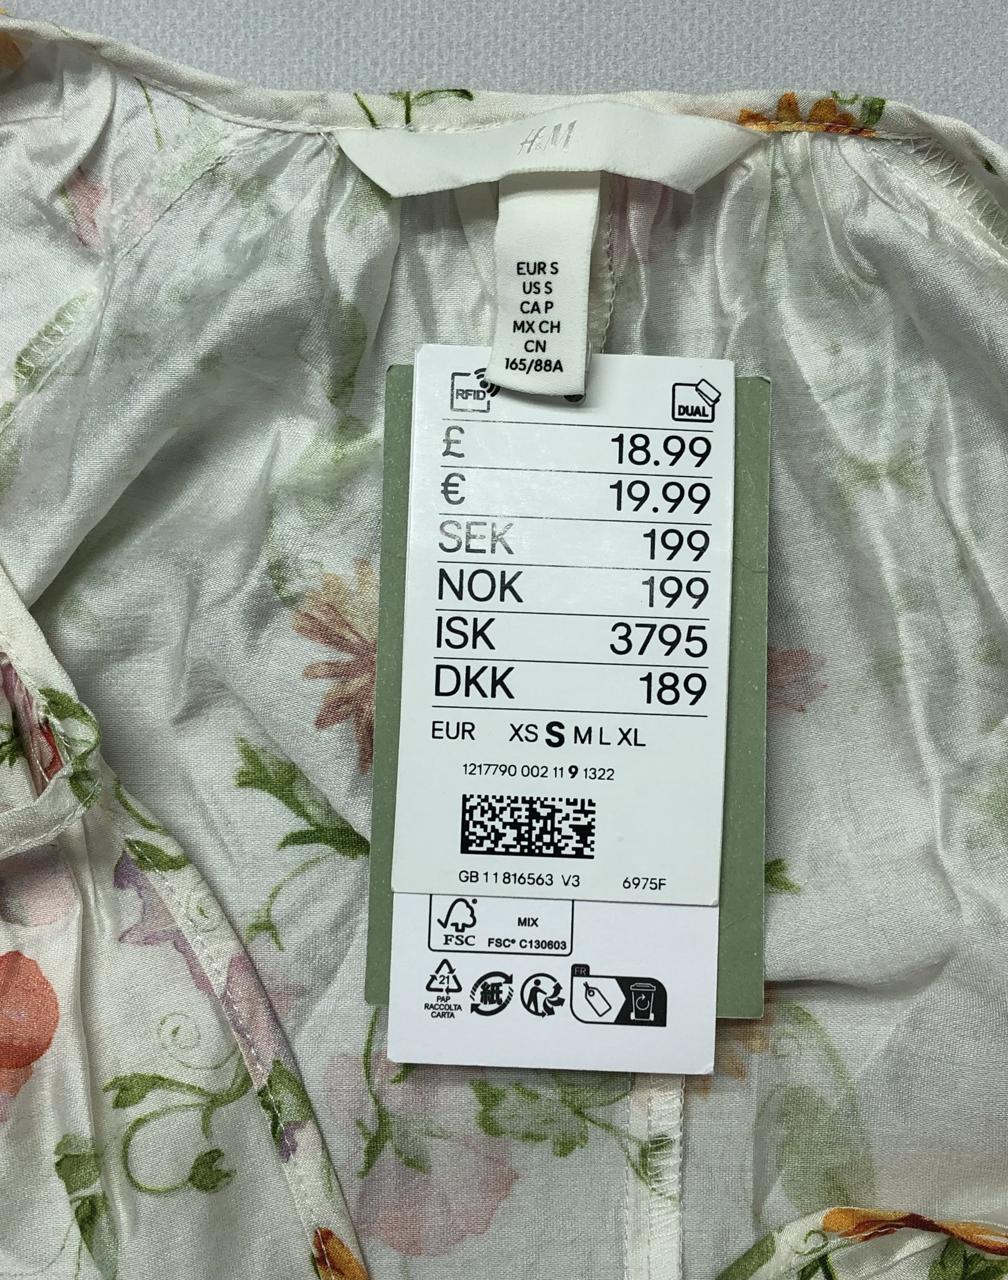 H&M
EUR S
US S
CA P
MX CH
CN
165/88A
RFID
DUAL
£ 18.99
€ 19.99
SEK 199
NOK 199
ISK 3795
DKK 189
EUR XS S M L XL
1217790 002 11 9 1322
GB 11 816563 V3 6975F
FSC
MIX
FSC® C130603
21
PAP
RACCOLTA
CARTA
紙
FR